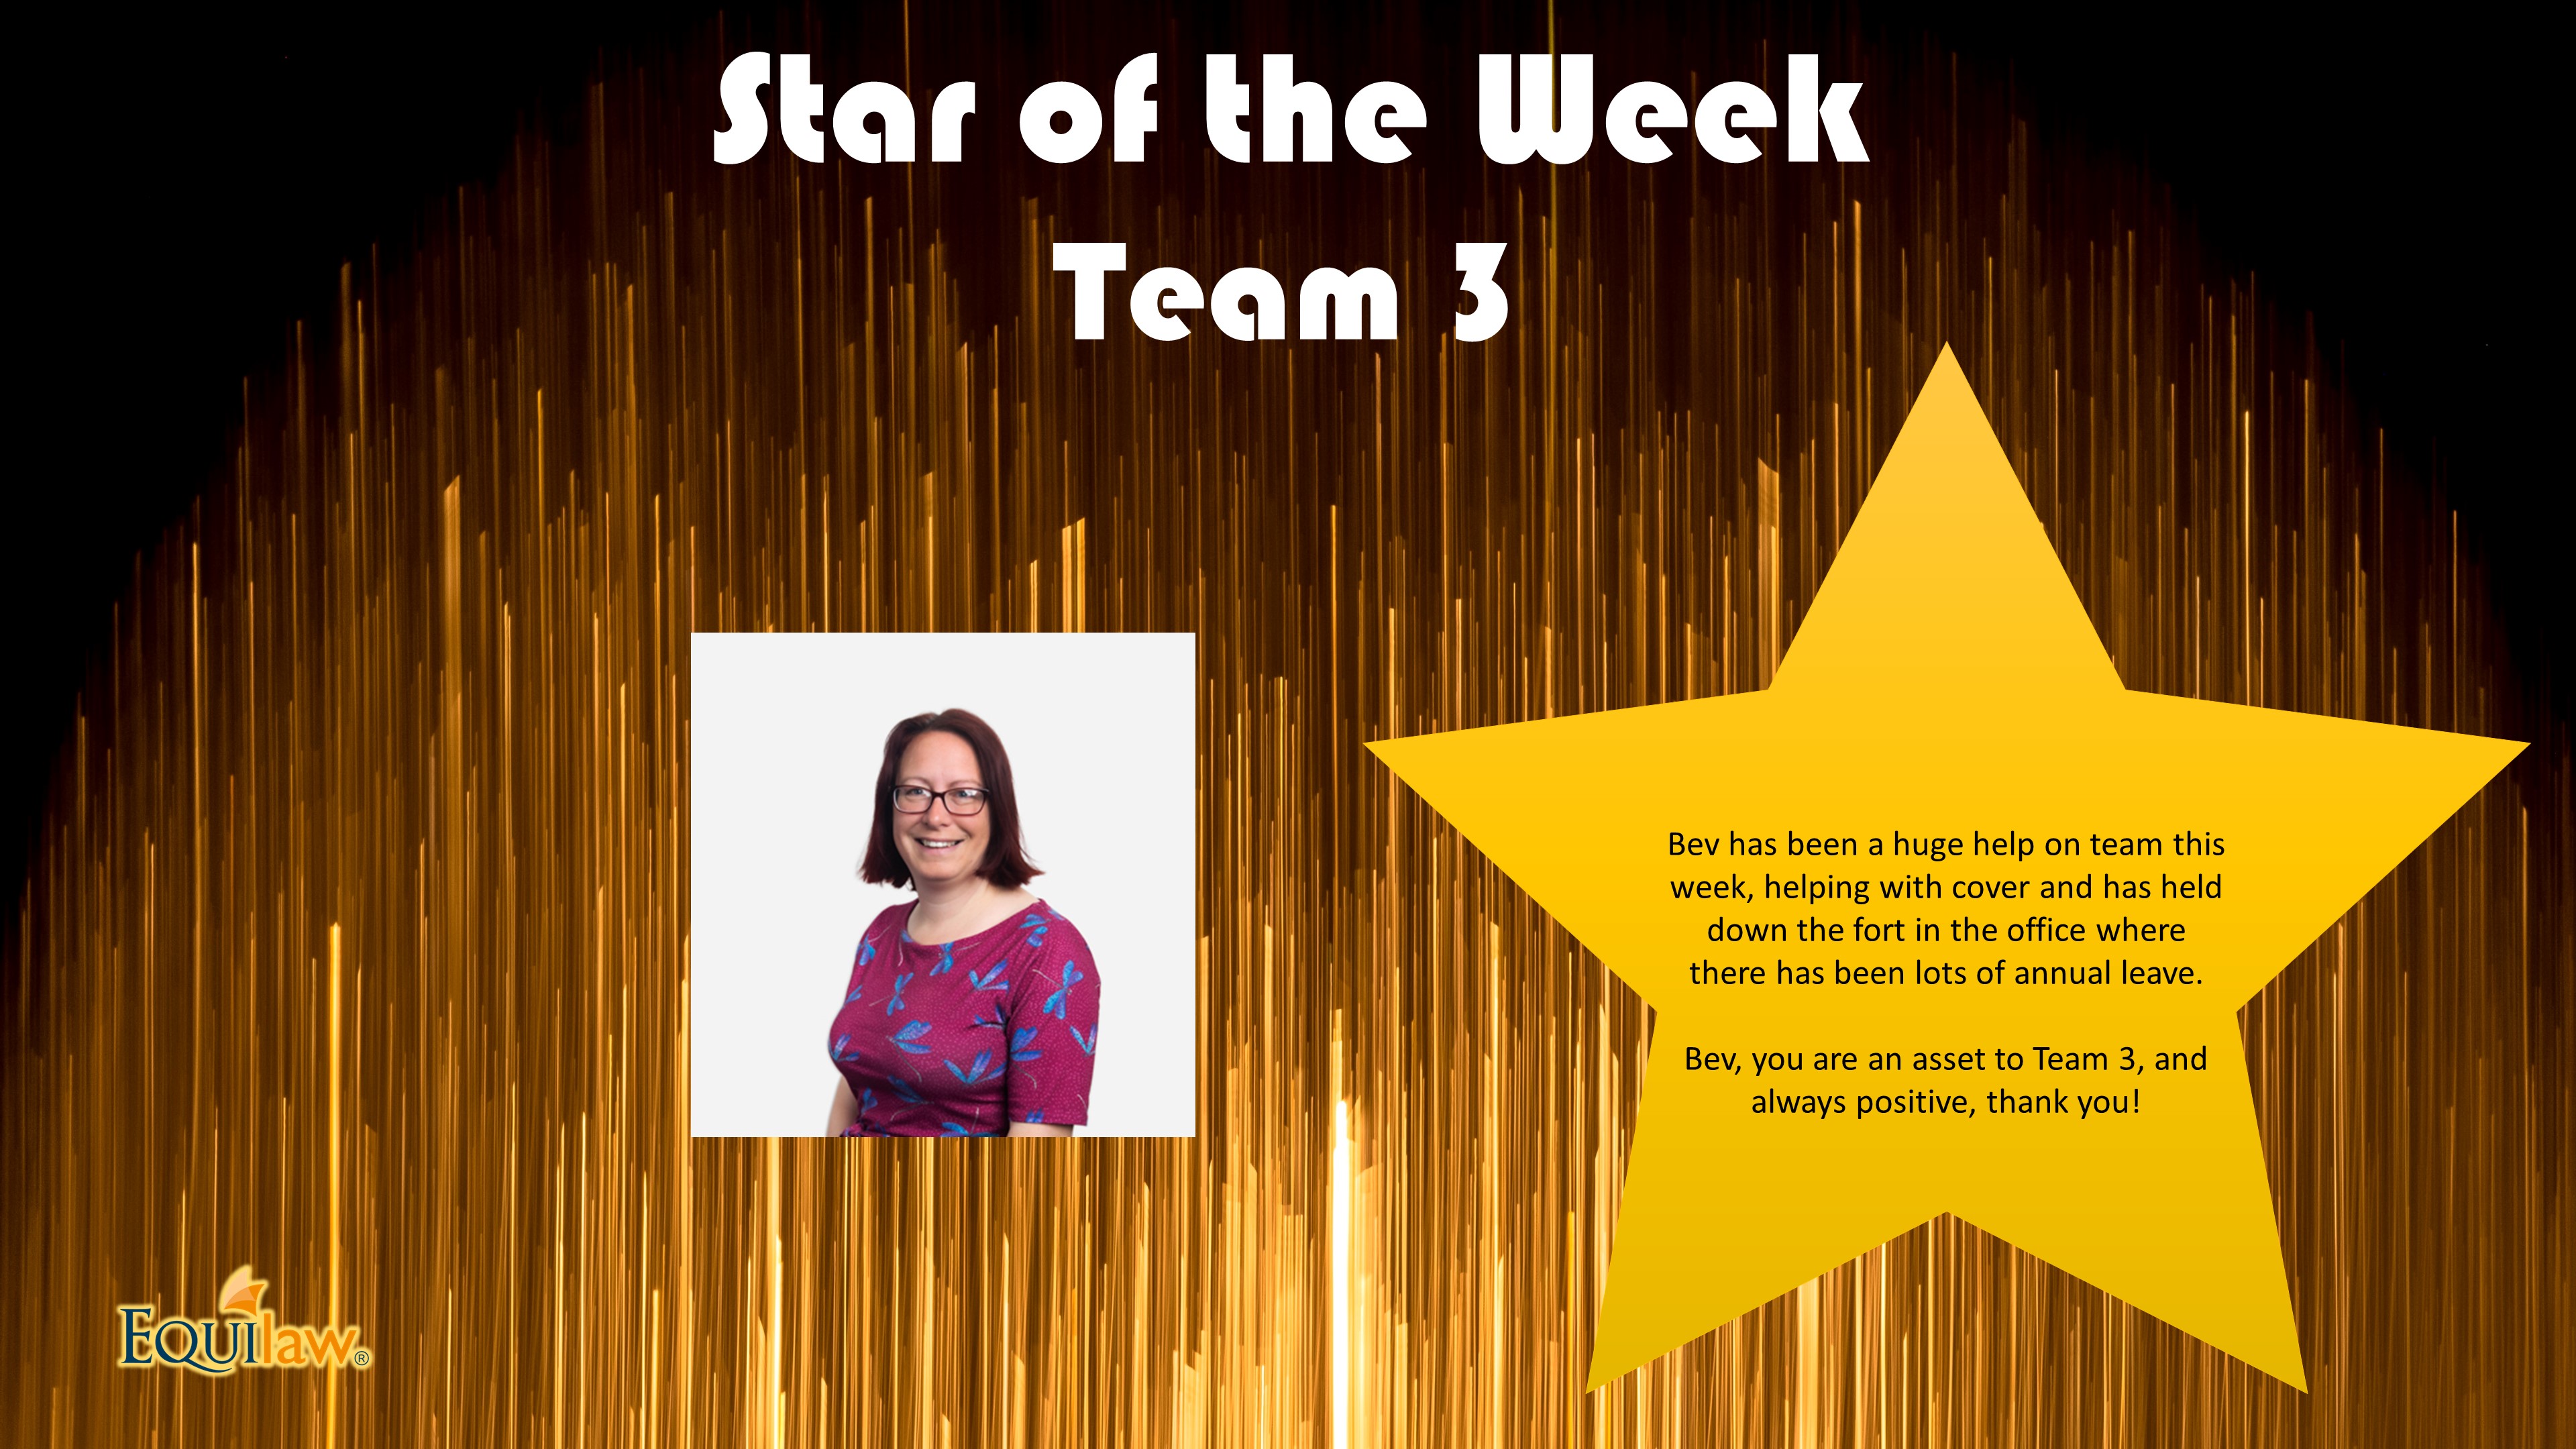 Star of the Week
Team 3
Bev has been a huge help on team this
week, helping with cover and has held
down the fort in the office where
there has been lots of annual leave.
Bev, you are an asset to Team 3, and
always positive, thank you!
EQUIlaw®